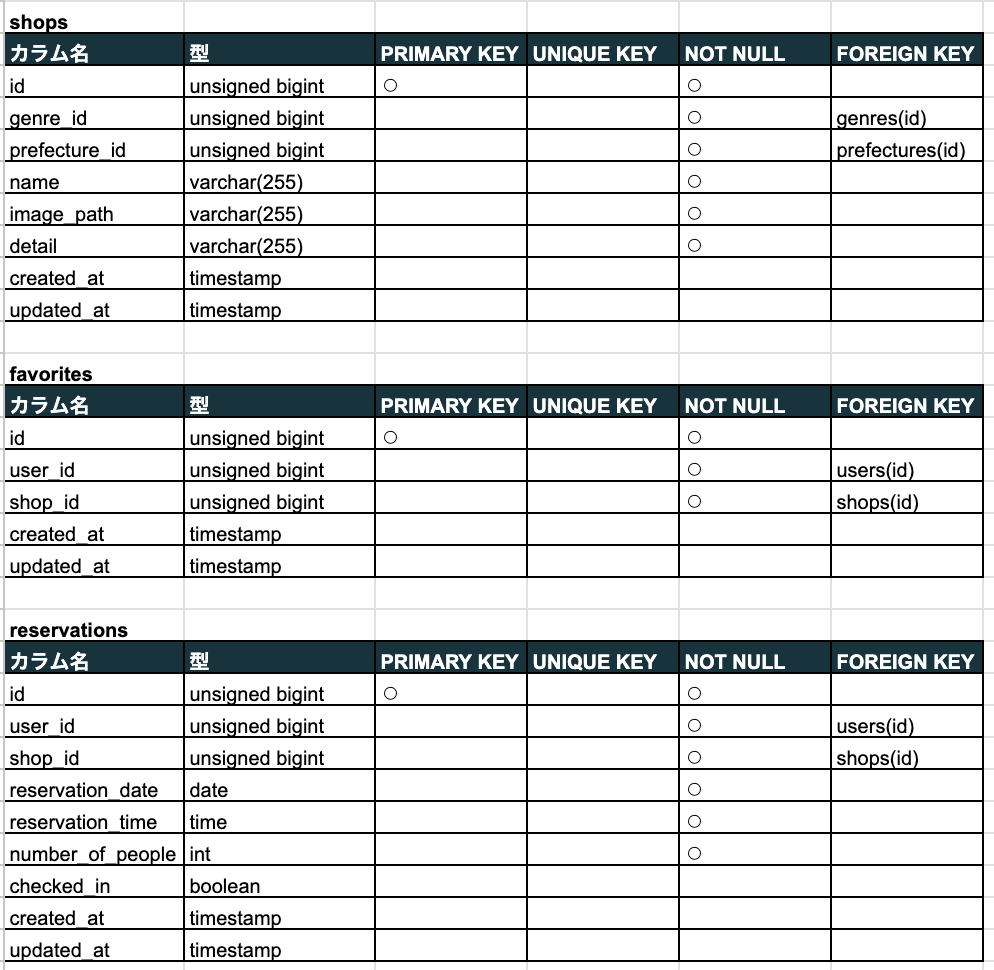 shops
カラム名 型 PRIMARY KEY UNIQUE KEY NOT NULL FOREIGN KEY
id unsigned bigint ○ ○
genre_id unsigned bigint ○ genres(id)
prefecture_id unsigned bigint ○ prefectures(id)
name varchar(255) ○
image_path varchar(255) ○
detail varchar(255) ○
created_at timestamp
updated_at timestamp
favorites
カラム名 型 PRIMARY KEY UNIQUE KEY NOT NULL FOREIGN KEY
id unsigned bigint ○ ○
user_id unsigned bigint ○ users(id)
shop_id unsigned bigint ○ shops(id)
created_at timestamp
updated_at timestamp
reservations
カラム名 型 PRIMARY KEY UNIQUE KEY NOT NULL FOREIGN KEY
id unsigned bigint ○ ○
user_id unsigned bigint ○ users(id)
shop_id unsigned bigint ○ shops(id)
reservation_date date ○
reservation_time time ○
number_of_people int ○
checked_in boolean
created_at timestamp
updated_at timestamp